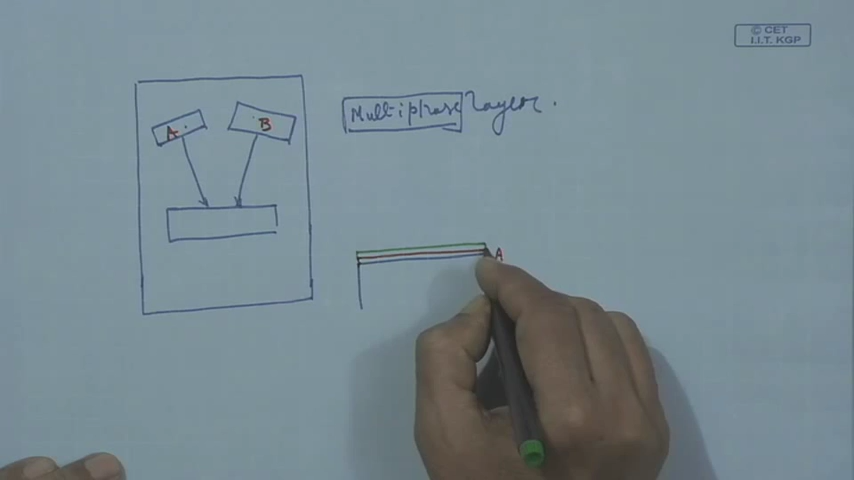 © CET
I.I.T. KGP
Multiphase layer.
A
B
A